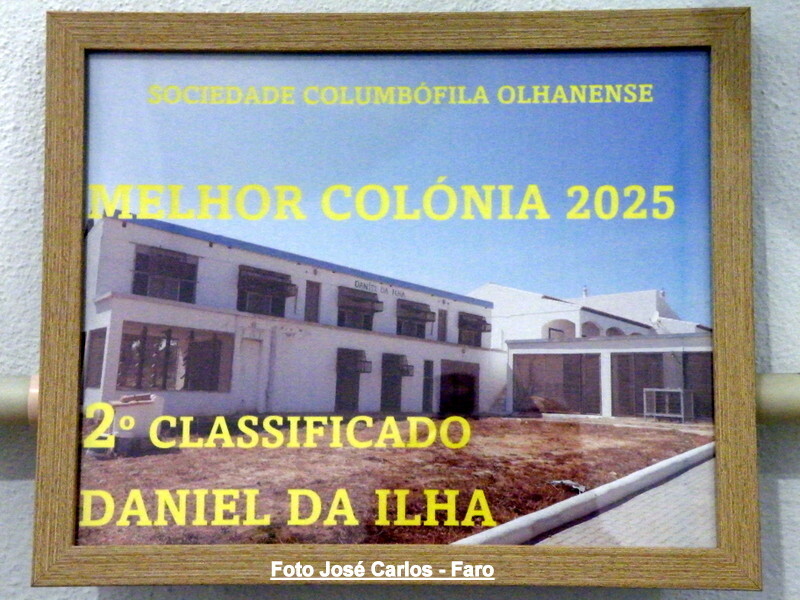 SOCIEDADE COLUMBÓFILA OLHANENSE
MELHOR COLÓNIA 2025
DANIEL DA ILHA
2º CLASSIFICADO
DANIEL DA ILHA
Foto José Carlos - Faro